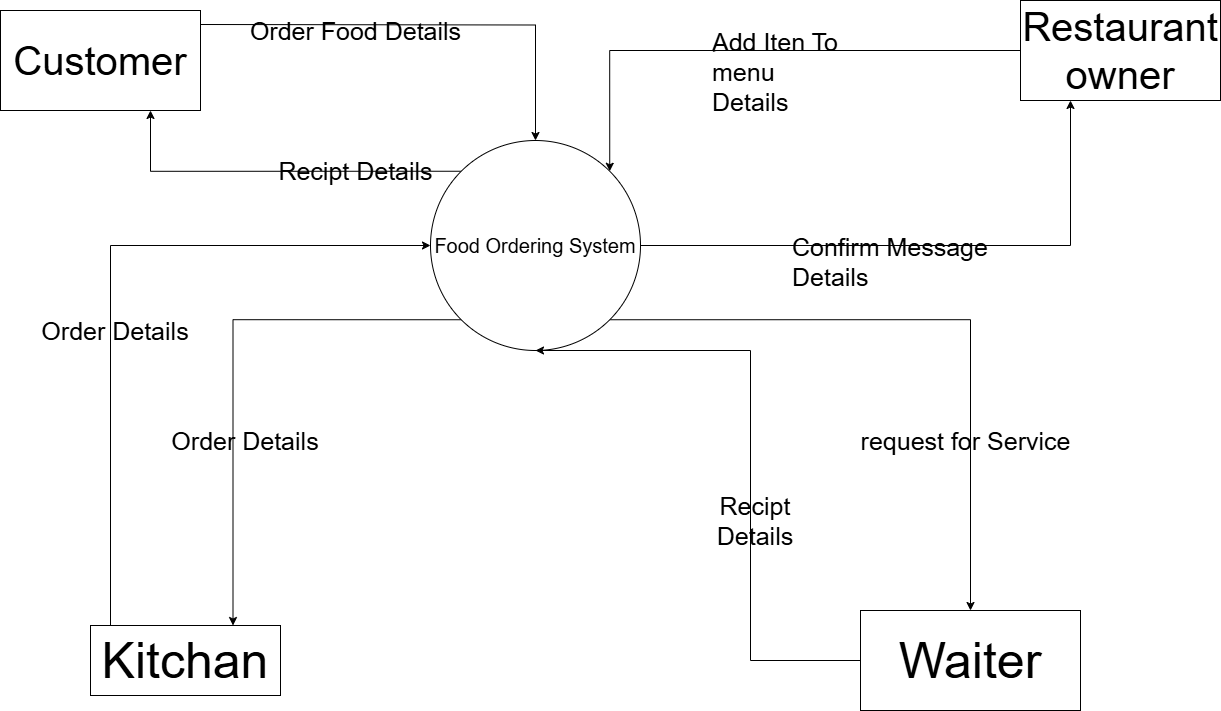 Customer
Order Food Details
Add Iten To
menu
Details
Restaurant
owner
Recipt Details
Food Ordering System
Confirm Message
Details
Order Details
Order Details
request for Service
Recipt
Details
Kitchan
Waiter